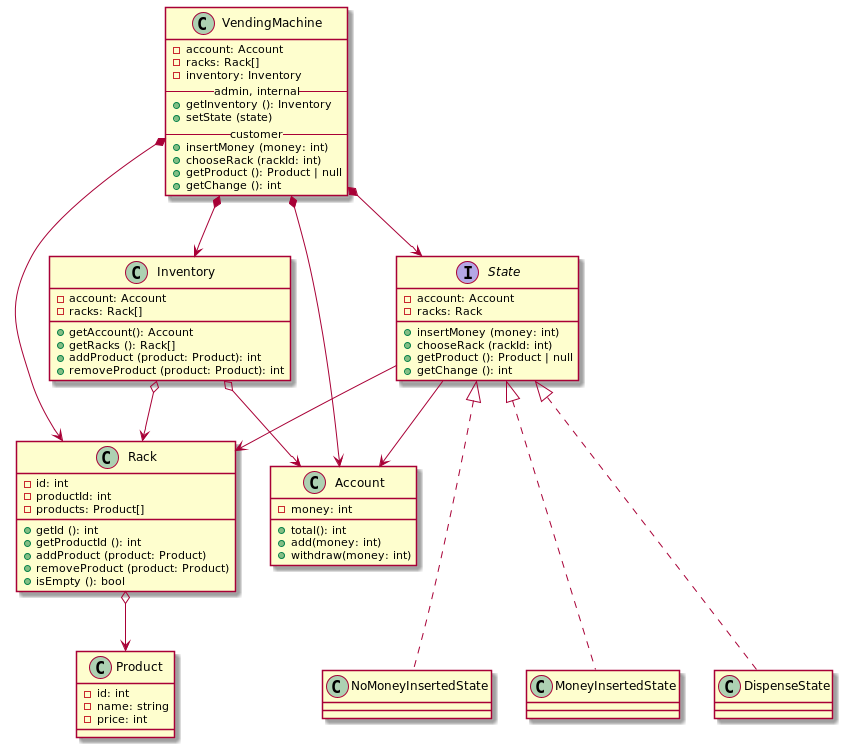 C VendingMachine
account: Account
racks: Rack[]
inventory: Inventory
admin, internal
getInventory (): Inventory
setState (state)
customer
insertMoney (money: int)
chooseRack (rackId: int)
getProduct (): Product | null
getChange (): int
C Inventory
account: Account
racks: Rack[]
getAccount(): Account
getRacks (): Rack[]
addProduct (product: Product): int
removeProduct (product: Product): int
I State
account: Account
racks: Rack
insertMoney (money: int)
chooseRack (rackId: int)
getProduct (): Product | null
getChange (): int
C Rack
id: int
productId: int
products: Product[]
getId (): int
getProductId (): int
addProduct (product: Product)
removeProduct (product: Product)
isEmpty (): bool
C Account
money: int
total(): int
add(money: int)
withdraw(money: int)
C Product
id: int
name: string
price: int
C NoMoneyInsertedState
C MoneyInsertedState
C DispenseState